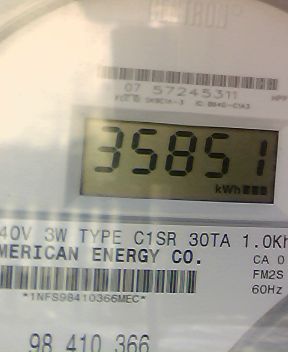 CENTRON
07 57245311
35851
kWh
40V 3W TYPE C1SR 30TA 1.0Kh
MERICAN ENERGY CO.
CA 0
FM2S
*1NFS98410366MEC*
60Hz
98 410 366